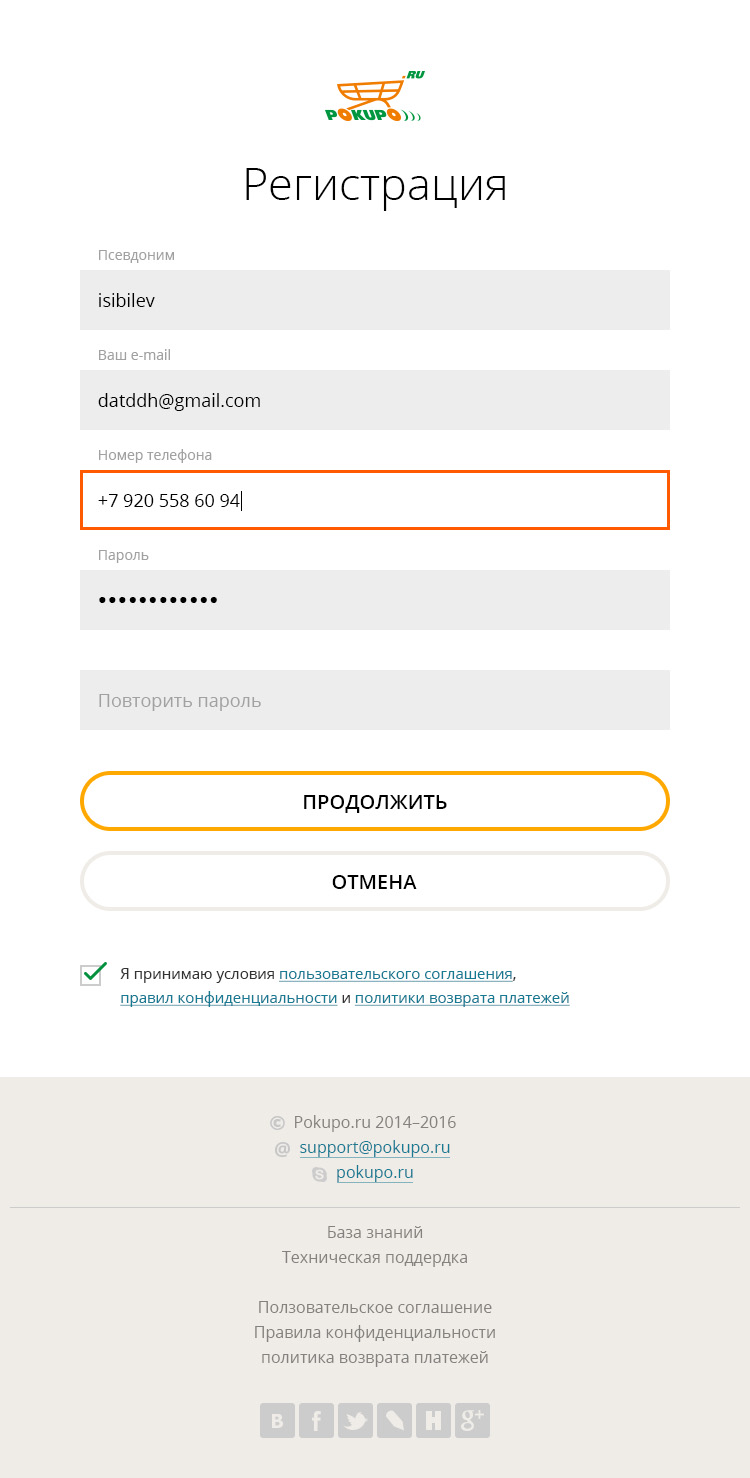 RU
POKUPO
Регистрация
Псевдоним
isibilev
Ваш e-mail
datddh@gmail.com
Номер телефона
+7 920 558 60 94
Пароль
••••••••••••
Повторить пароль
ПРОДОЛЖИТЬ
ОТМЕНА
Я принимаю условия пользовательского соглашения,
правил конфиденциальности и политики возврата платежей
© Pokupo.ru 2014–2016
@ support@pokupo.ru
pokupo.ru
База знаний
Техническая поддердка
Ползовательское соглашение
Правила конфиденциальности
политика возврата платежей